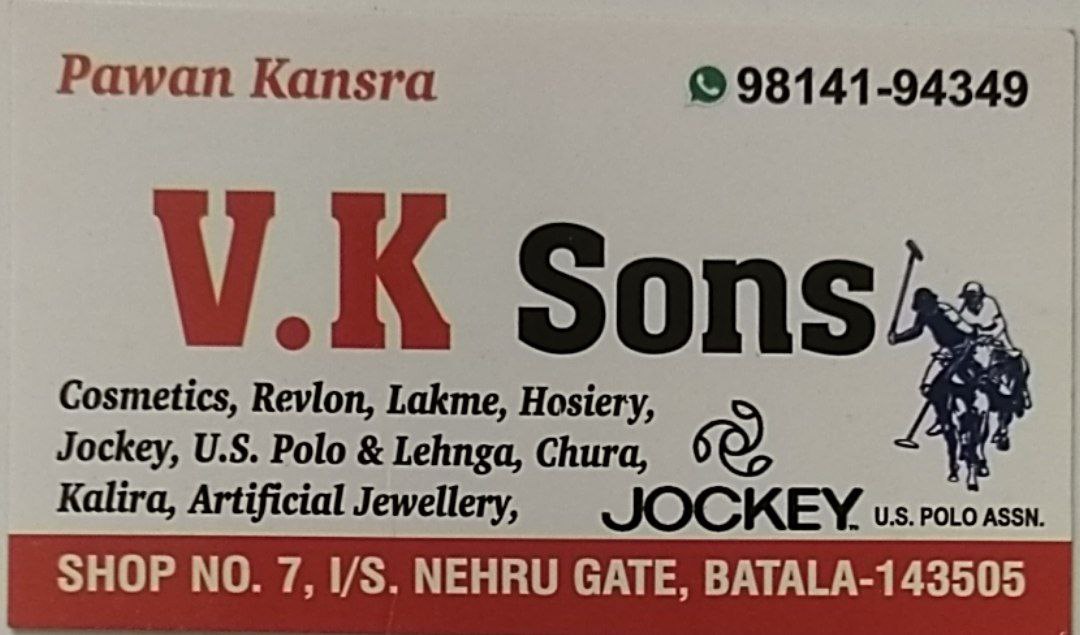 Pawan Kansra
98141-94349
V.K Sons
Cosmetics, Revlon, Lakme, Hosiery,
Jockey, U.S. Polo & Lehnga, Chura,
Kalira, Artificial Jewellery,
JOCKEY™
U.S. POLO ASSN.
SHOP NO. 7, I/S. NEHRU GATE, BATALA-143505